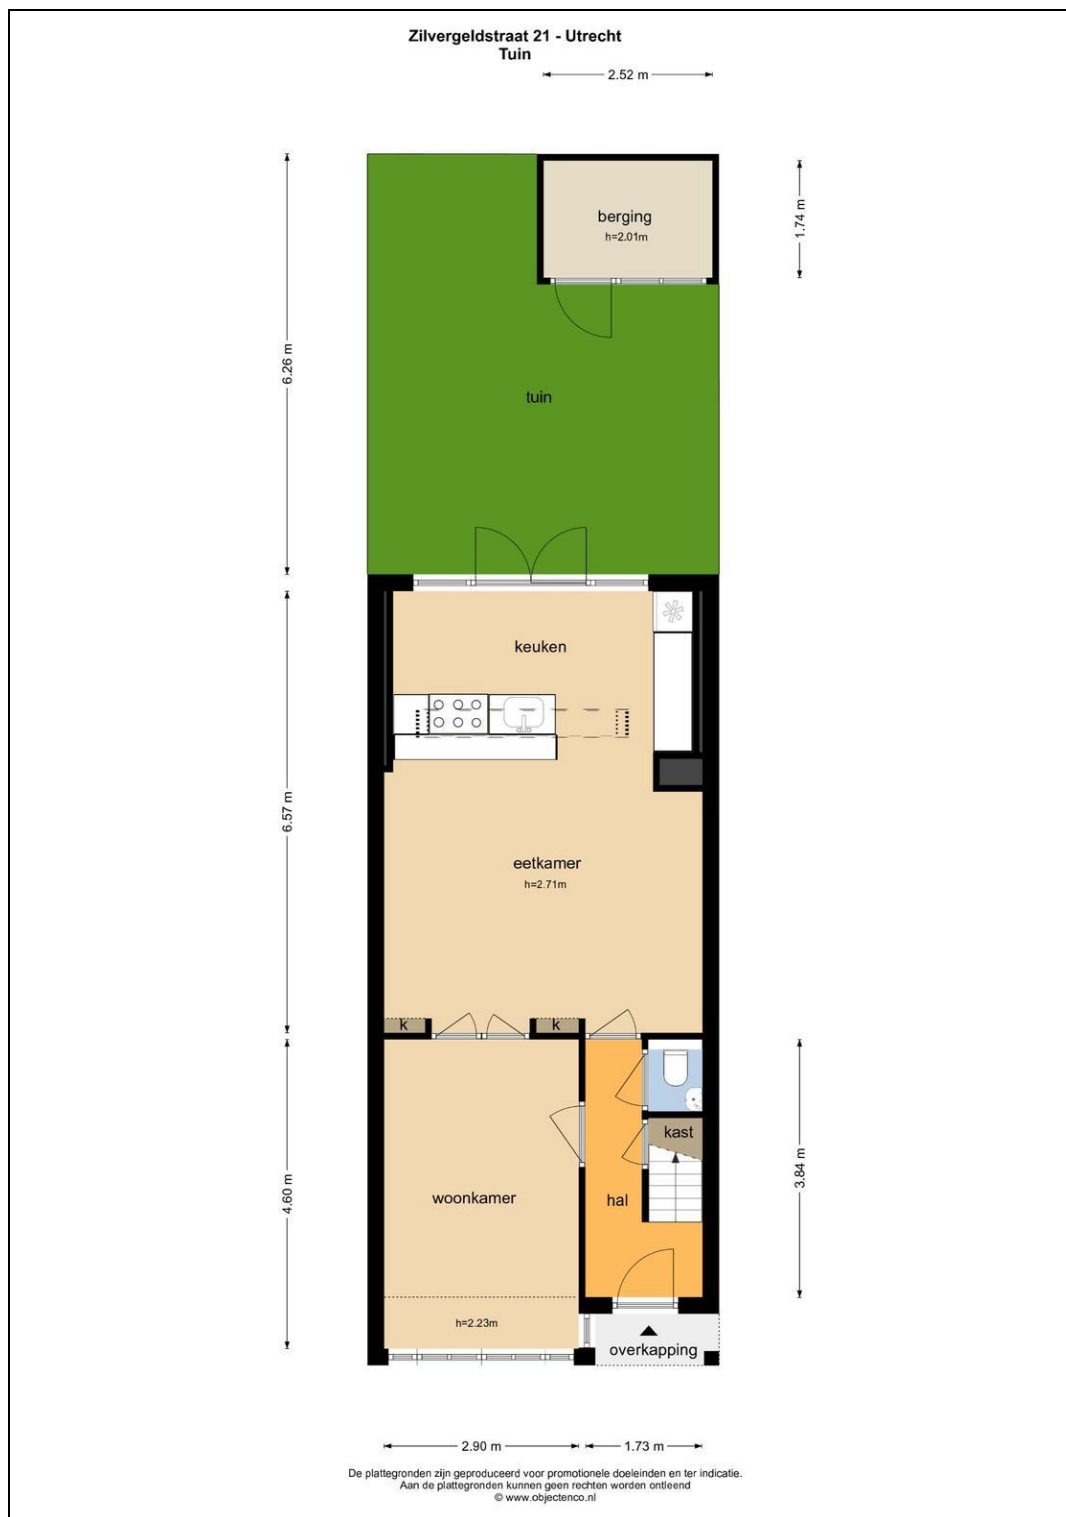 Zilvergeldstraat 21 - Utrecht
Tuin
2.52 m
6.26 m
1.74 m
berging
h=2.01m
tuin
keuken
6.57 m
eetkamer
h=2.71m
k
k
4.60 m
3.84 m
kast
woonkamer
hal
h=2.23m
overkapping
2.90 m
1.73 m
De plattegronden zijn geproduceerd voor promotionele doeleinden en ter indicatie.
Aan de plattegronden kunnen geen rechten worden ontleend
© www.objectenco.nl